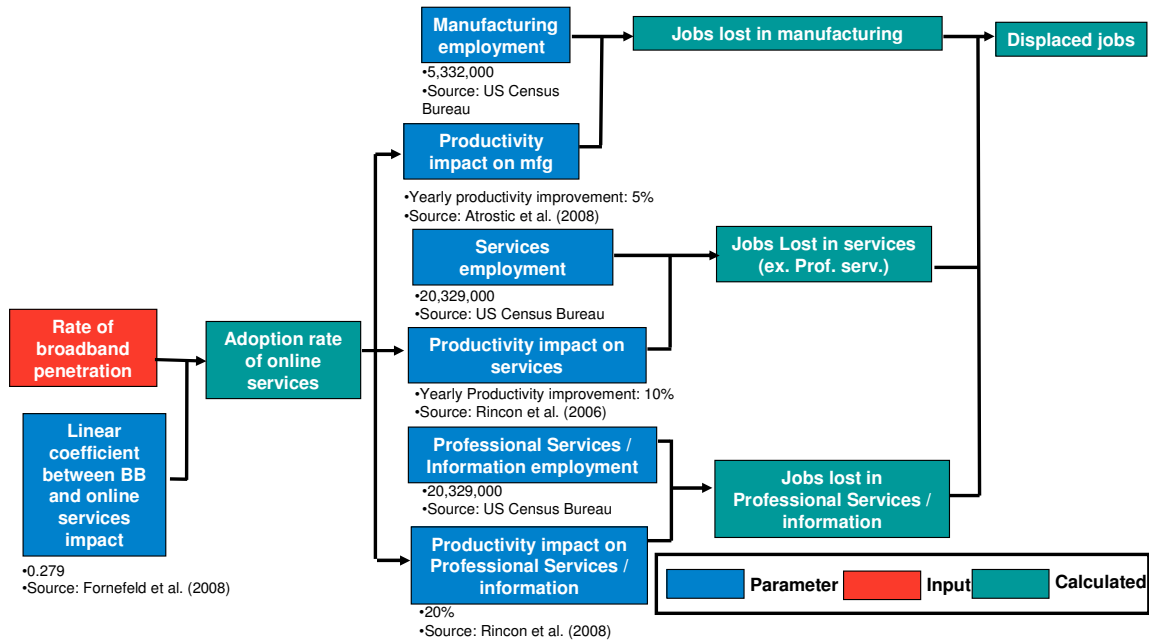 Manufacturing
employment
Jobs lost in manufacturing
Displaced jobs
•5,332,000
•Source: US Census
Bureau
Productivity
impact on mfg
•Yearly productivity improvement: 5%
•Source: Atrostic et al. (2008)
Services
employment
Jobs Lost in services
(ex. Prof. serv.)
•20,329,000
•Source: US Census Bureau
Rate of
broadband
penetration
Adoption rate
of online
services
Productivity impact on
services
•Yearly Productivity improvement: 10%
•Source: Rincon et al. (2006)
Linear
coefficient
between BB
and online
services
impact
•0.279
•Source: Fornefeld et al. (2008)
Professional Services /
Information employment
•20,329,000
•Source: US Census Bureau
Jobs lost in
Professional Services /
information
Productivity impact on
Professional Services /
information
•20%
•Source: Rincon et al. (2008)
Parameter
Input
Calculated